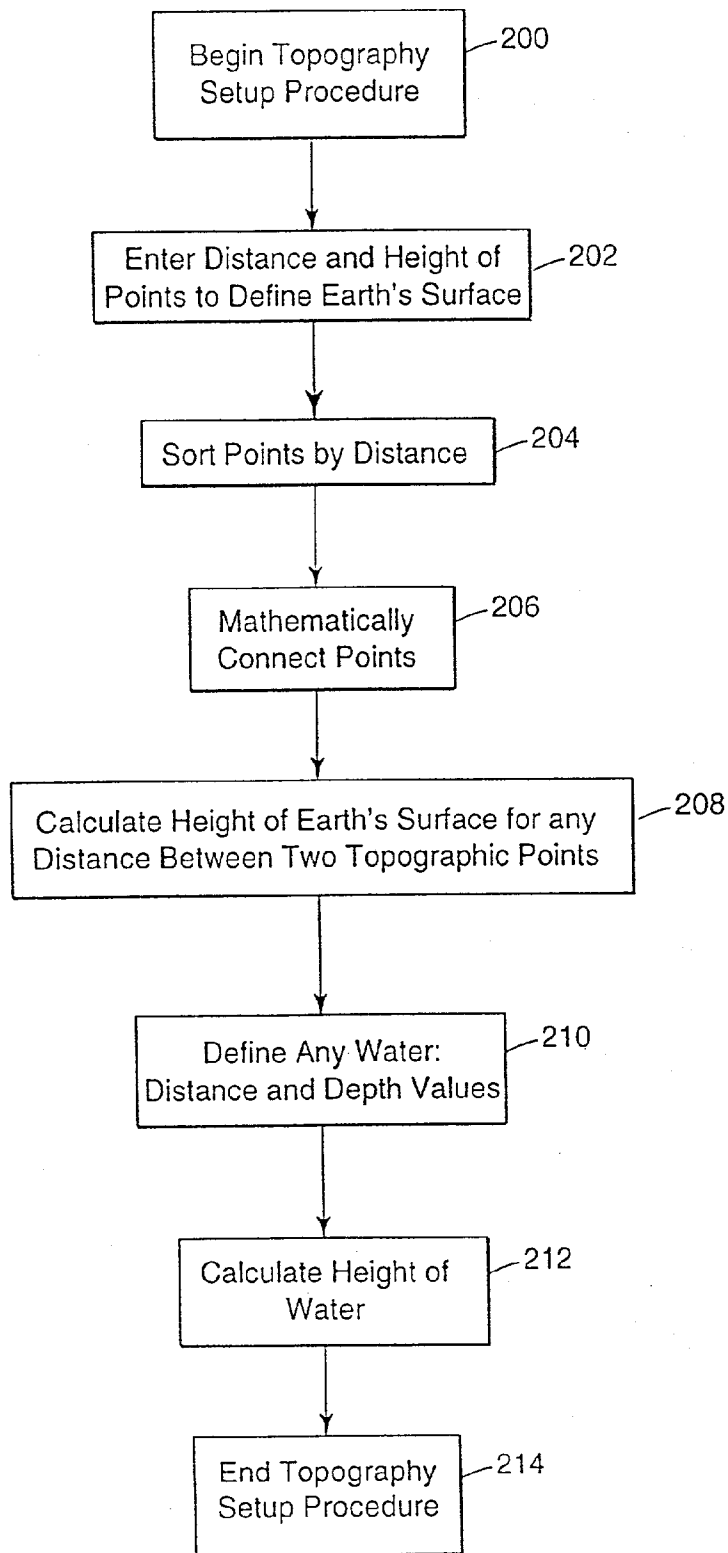 Begin Topography
Setup Procedure
200
Enter Distance and Height of
Points to Define Earth's Surface
202
Sort Points by Distance
204
Mathematically
Connect Points
206
Calculate Height of Earth's Surface for any
Distance Between Two Topographic Points
208
Define Any Water:
Distance and Depth Values
210
Calculate Height of
Water
212
End Topography
Setup Procedure
214